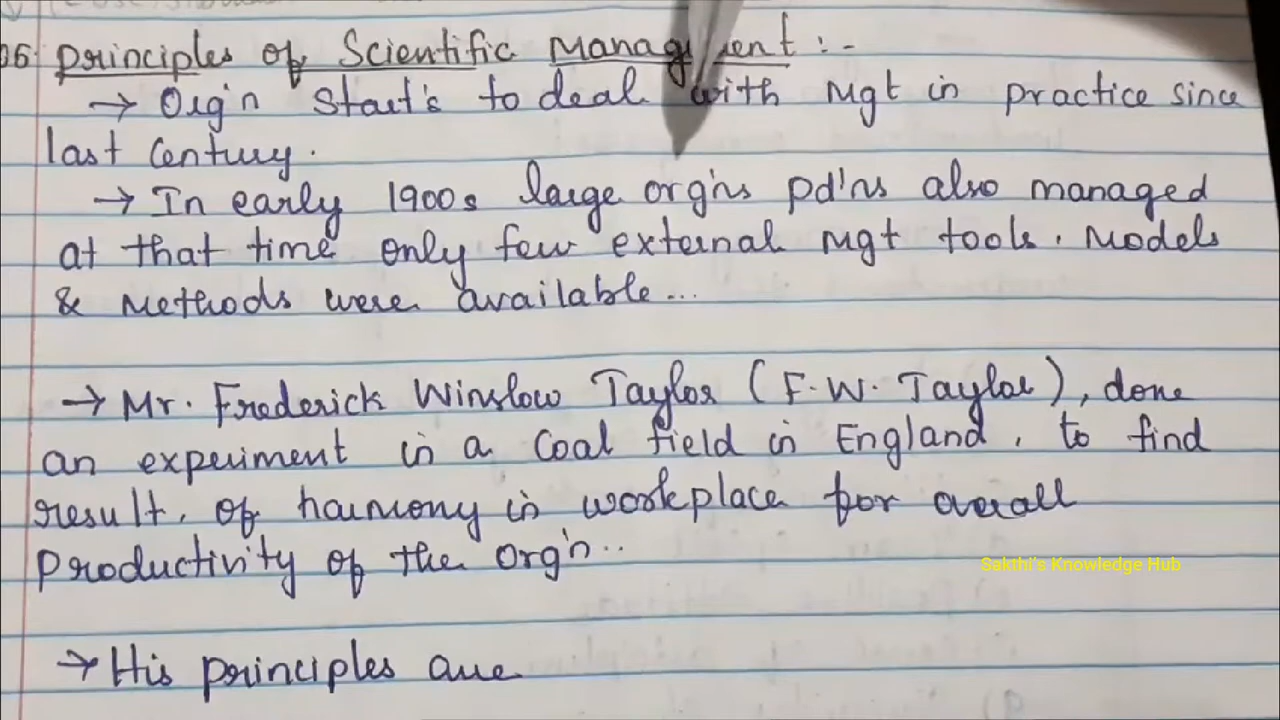 06. Principles of Scientific Management :-
→ Org'n start's to deal with Mgt in practice since
last century.
→ In early 1900s large org'ns pd'ns also managed
at that time only few external Mgt tools. Models
& Methods were available...
→ Mr. Frederick Winslow Taylor (F.W. Taylor), done
an experiment in a coal field in England, to find
result. of harmony in workplace for overall
productivity of the org'n..
Sakthi's Knowledge Hub
→ His principles are